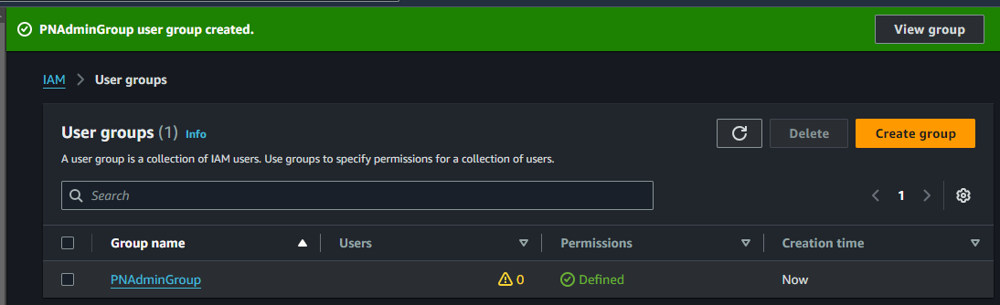 PNAdminGroup user group created.
View group
IAM > User groups
User groups (1) Info
Delete
Create group
A user group is a collection of IAM users. Use groups to specify permissions for a collection of users.
Search
1
Group name
Users
Permissions
Creation time
PNAdminGroup
0
Defined
Now